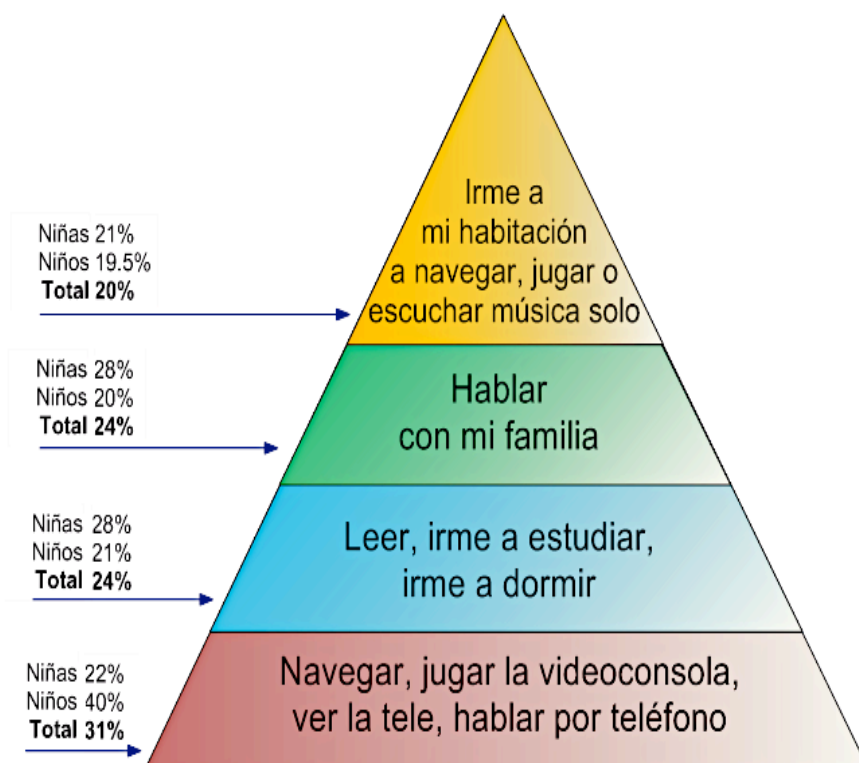 Irme a
mi habitación
a navegar, jugar o
escuchar música solo
Niñas 21%
Niños 19.5%
Total 20%
Hablar
con mi familia
Niñas 28%
Niños 20%
Total 24%
Leer, irme a estudiar,
irme a dormir
Niñas 28%
Niños 21%
Total 24%
Navegar, jugar la videoconsola,
ver la tele, hablar por teléfono
Niñas 22%
Niños 40%
Total 31%